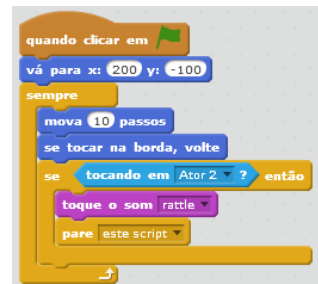 quando clicar em
vá para x: 200 y: -100
sempre
mova 10 passos
se tocar na borda, volte
se tocando em Ator 2 ? então
toque o som rattle
pare este script